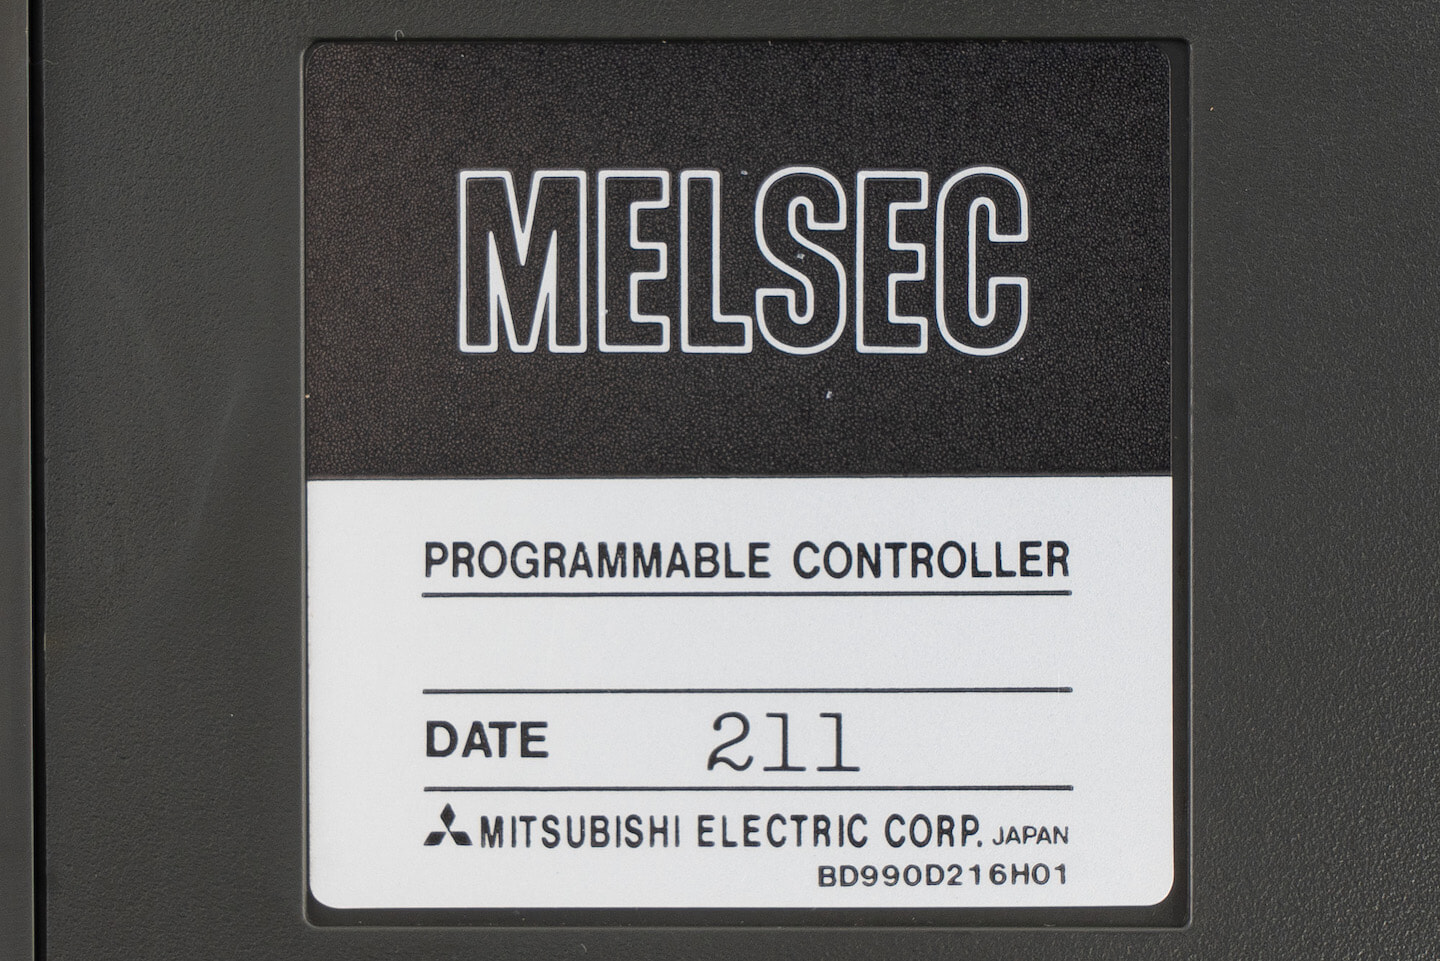 MELSEC
PROGRAMMABLE CONTROLLER
DATE 211
MITSUBISHI ELECTRIC CORP. JAPAN
BD990D216H01